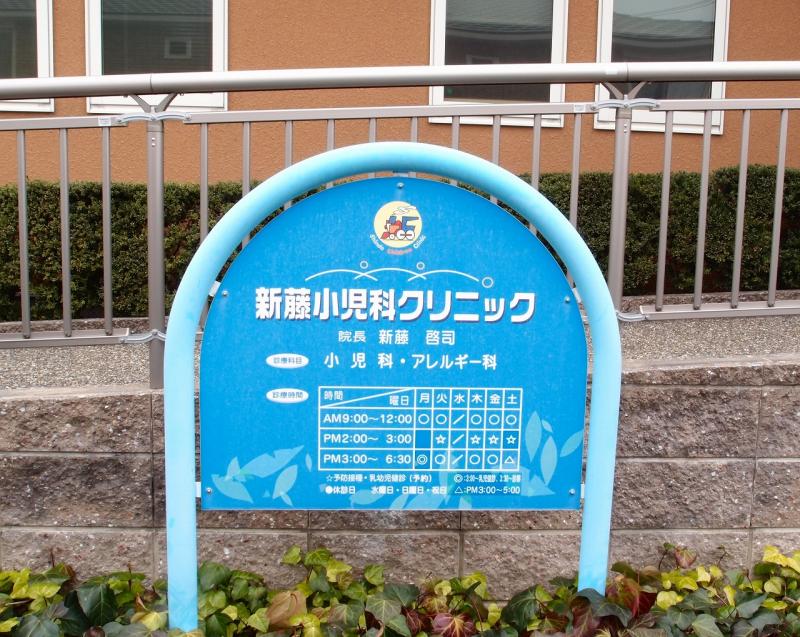 Shindo Children's Clinic
新藤小児科クリニック
院長 新藤 啓司
診療科目 小児科・アレルギー科
診療時間 時間 曜日 月 火 水 木 金 土
AM9:00～12:00 ○ ○ ／ ○ ○ ○
PM2:00～ 3:00 ☆ ／ ☆ ☆ ☆
PM3:00～ 6:30 ◎ ○ ／ ○ ○ △
☆予防接種・乳幼児健診(予約)
●休診日 水曜日・日曜日・祝日 △:PM3:00～5:00